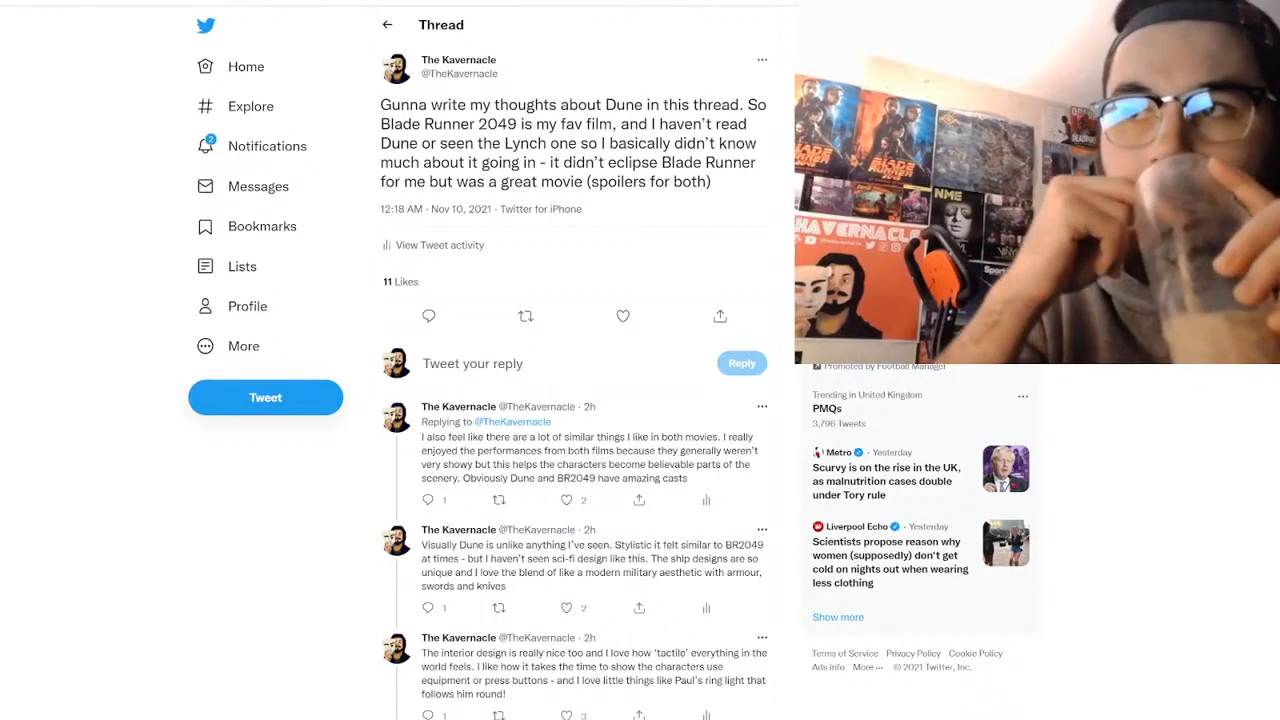 Thread
The Kavernacle
@TheKavernacle
Gunna write my thoughts about Dune in this thread. So
Blade Runner 2049 is my fav film, and I haven't read
Dune or seen the Lynch one so I basically didn't know
much about it going in - it didn't eclipse Blade Runner
for me but was a great movie (spoilers for both)
12:18 AM · Nov 10, 2021 · Twitter for iPhone
View Tweet activity
11 Likes
Tweet your reply
Reply
The Kavernacle @TheKavernacle · 2h
Replying to @TheKavernacle
I also feel like there are a lot of similar things I like in both movies. I really
enjoyed the performances from both films because they generally weren't
very showy but this helps the characters become believable parts of the
scenery. Obviously Dune and BR2049 have amazing casts
1
2
The Kavernacle @TheKavernacle · 2h
Visually Dune is unlike anything I've seen. Stylistic it felt similar to BR2049
at times - but I haven't seen sci-fi design like this. The ship designs are so
unique and I love the blend of like a modern military aesthetic with armour,
swords and knives
1
2
The Kavernacle @TheKavernacle · 2h
The interior design is really nice too and I love how 'tactile' everything in the
world feels. I like how it takes the time to show the characters use
equipment or press buttons - and I love little things like Paul's ring light that
follows him round!
1
3
2
Home
Explore
Notifications
Messages
Bookmarks
Lists
Profile
More
Tweet
BLADE
RUNNER
BLADE
RUNNER
NME
DEADPOOL
HAVERNACLE
Promoted by Football Manager
Trending in United Kingdom
PMQs
3,796 Tweets
Metro · Yesterday
Scurvy is on the rise in the UK,
as malnutrition cases double
under Tory rule
Liverpool Echo · Yesterday
Scientists propose reason why
women (supposedly) don't get
cold on nights out when wearing
less clothing
Show more
Terms of Service Privacy Policy Cookie Policy
Ads info More ··· © 2021 Twitter, Inc.